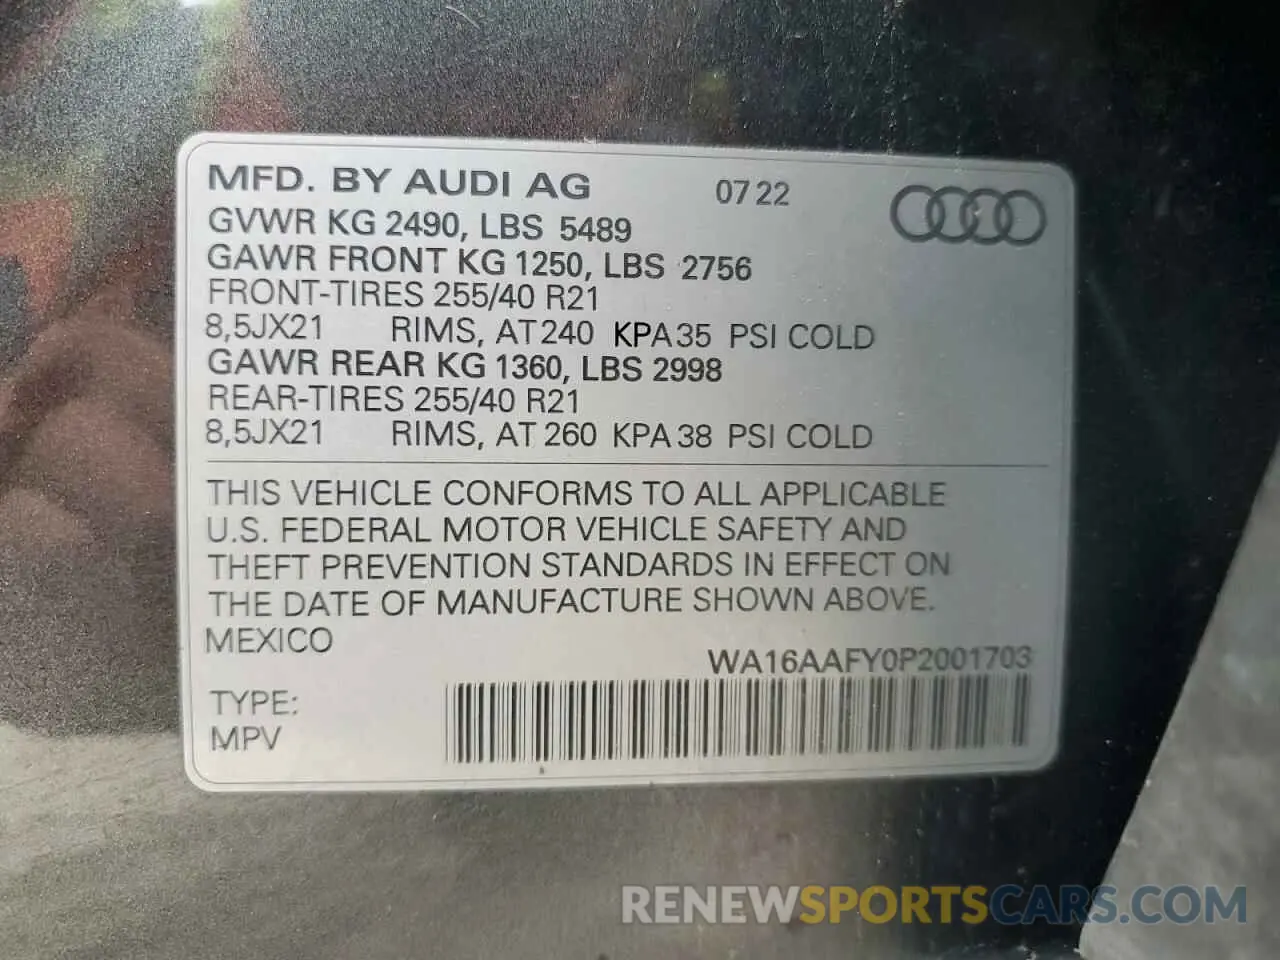 MFD. BY AUDI AG 07 22
GVWR KG 2490, LBS 5489
GAWR FRONT KG 1250, LBS 2756
FRONT-TIRES 255/40 R21
8,5JX21 RIMS, AT 240 KPA 35 PSI COLD
GAWR REAR KG 1360, LBS 2998
REAR-TIRES 255/40 R21
8,5JX21 RIMS, AT 260 KPA 38 PSI COLD
THIS VEHICLE CONFORMS TO ALL APPLICABLE
U.S. FEDERAL MOTOR VEHICLE SAFETY AND
THEFT PREVENTION STANDARDS IN EFFECT ON
THE DATE OF MANUFACTURE SHOWN ABOVE.
MEXICO
WA16AAFY0P2001703
TYPE:
MPV
RENEWSPORTSCARS.COM